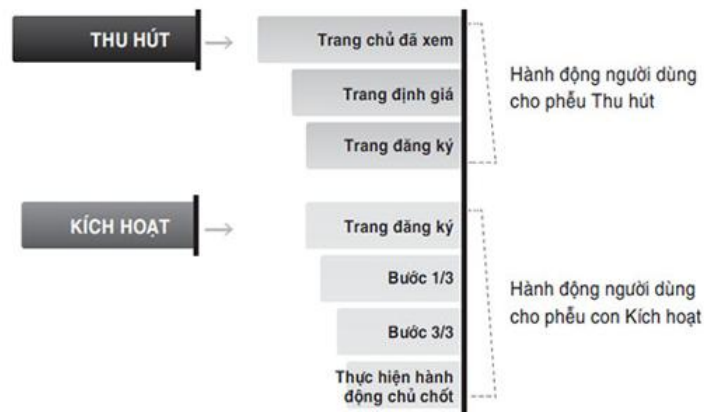 THU HÚT
Trang chủ đã xem
Trang định giá
Trang đăng ký
Hành động người dùng
cho phễu Thu hút
KÍCH HOẠT
Trang đăng ký
Bước 1/3
Bước 3/3
Thực hiện hành
động chủ chốt
Hành động người dùng
cho phễu con Kích hoạt